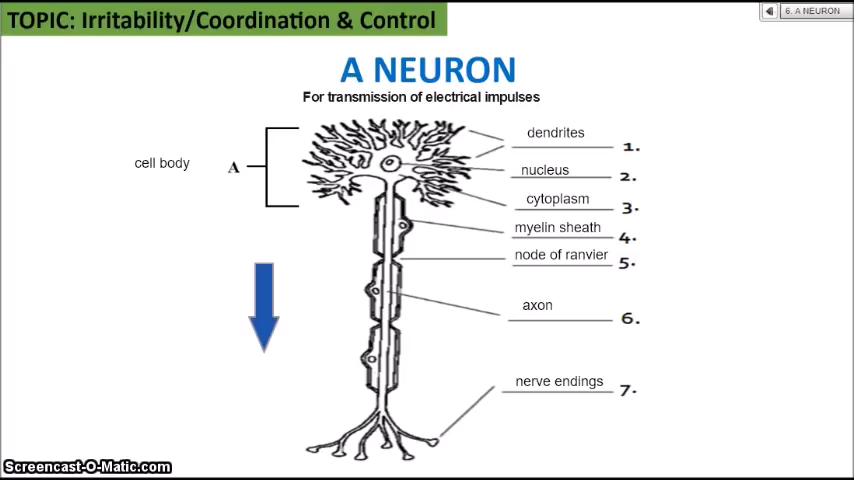 TOPIC: Irritability/Coordination & Control
6. A NEURON
A NEURON
For transmission of electrical impulses
cell body
A
dendrites 1.
nucleus 2.
cytoplasm 3.
myelin sheath 4.
node of ranvier 5.
axon 6.
nerve endings 7.
Screencast-O-Matic.com